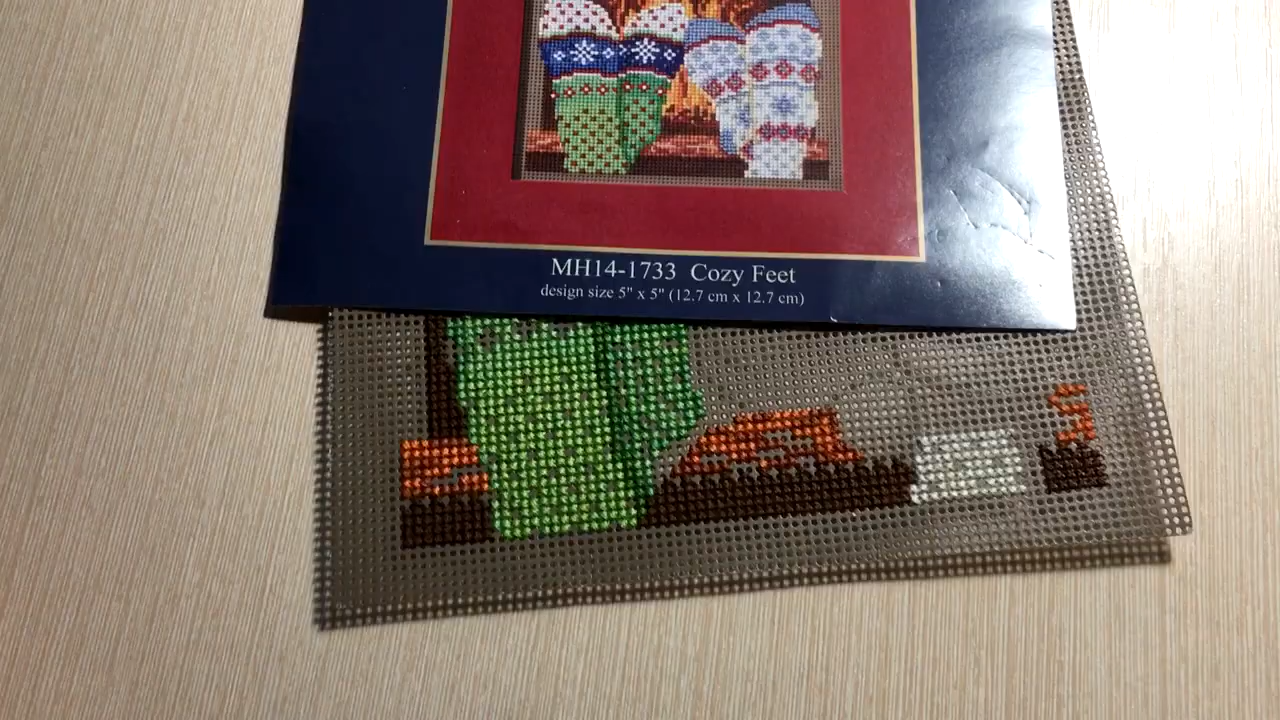 MH14-1733 Cozy Feet
design size 5" x 5" (12.7 cm x 12.7 cm)